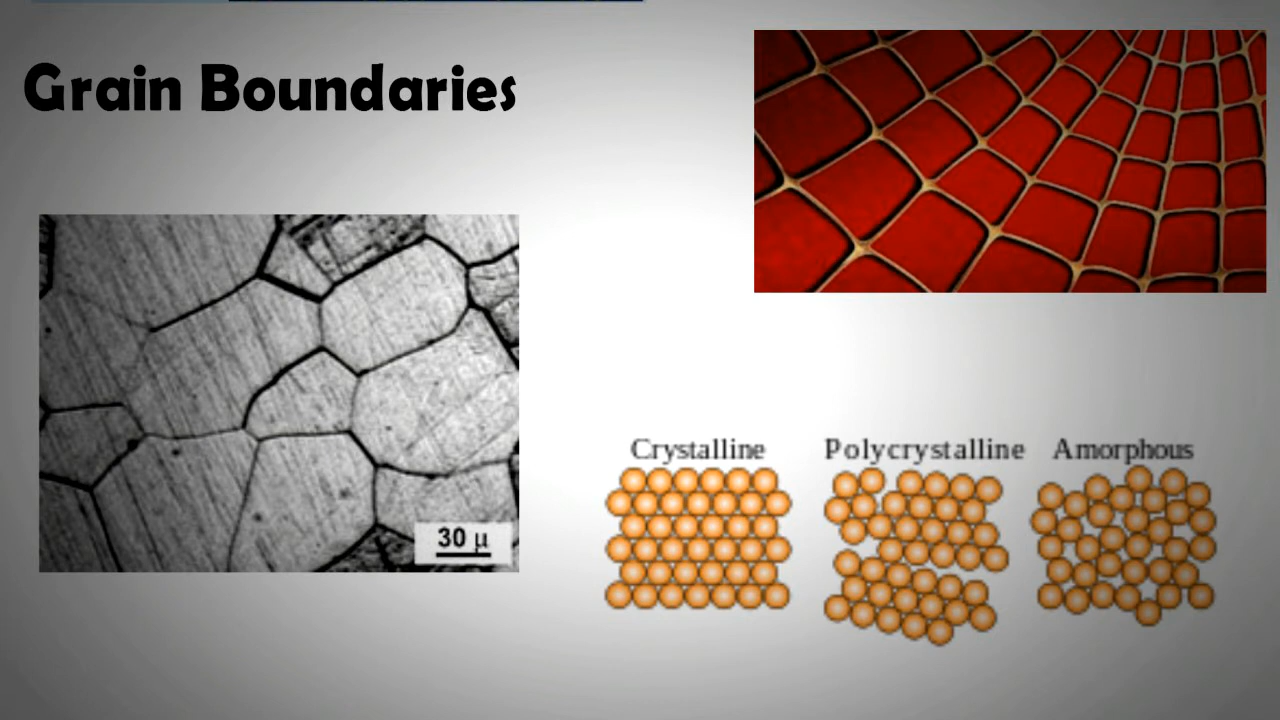 Grain Boundaries
30 μ
Crystalline
Polycrystalline
Amorphous